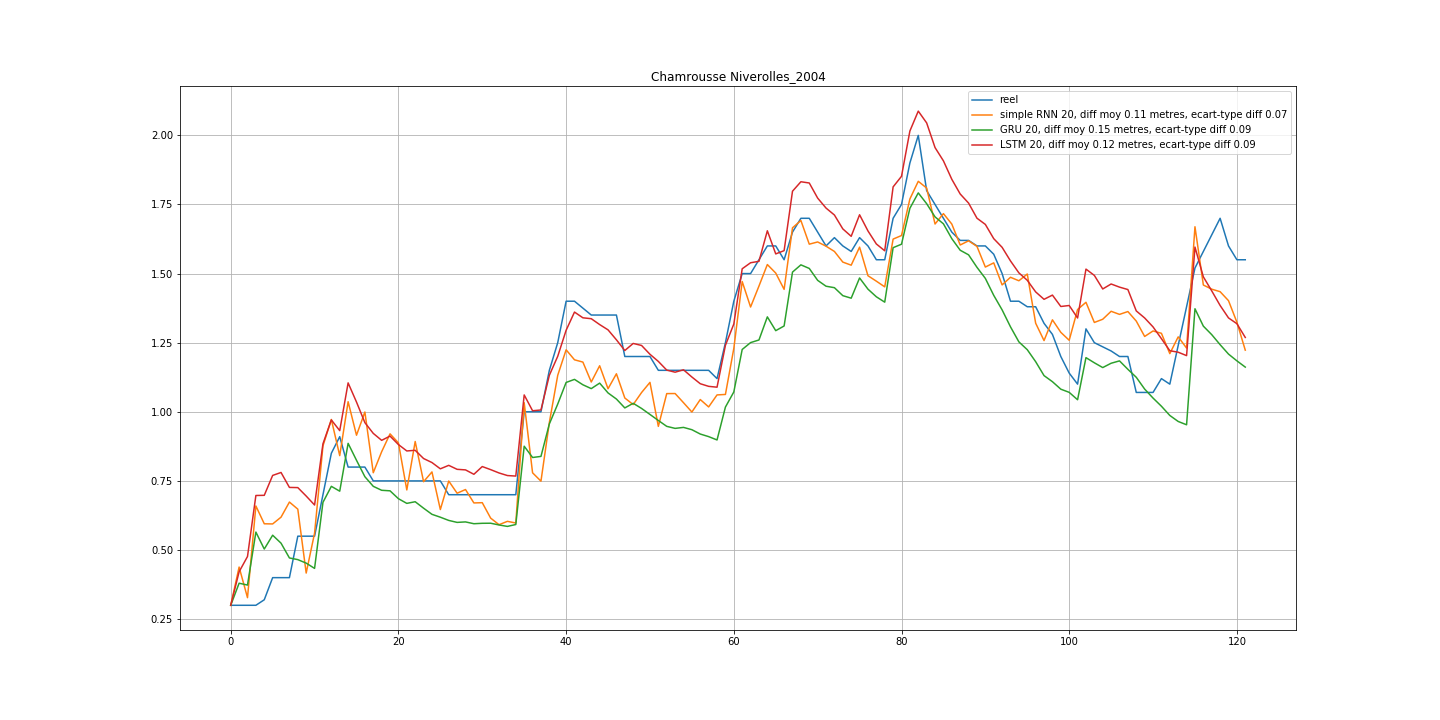 Chamrousse Niverolles_2004
reel
simple RNN 20, diff moy 0.11 metres, ecart-type diff 0.07
GRU 20, diff moy 0.15 metres, ecart-type diff 0.09
LSTM 20, diff moy 0.12 metres, ecart-type diff 0.09
2.00
1.75
1.50
1.25
1.00
0.75
0.50
0.25
0 20 40 60 80 100 120